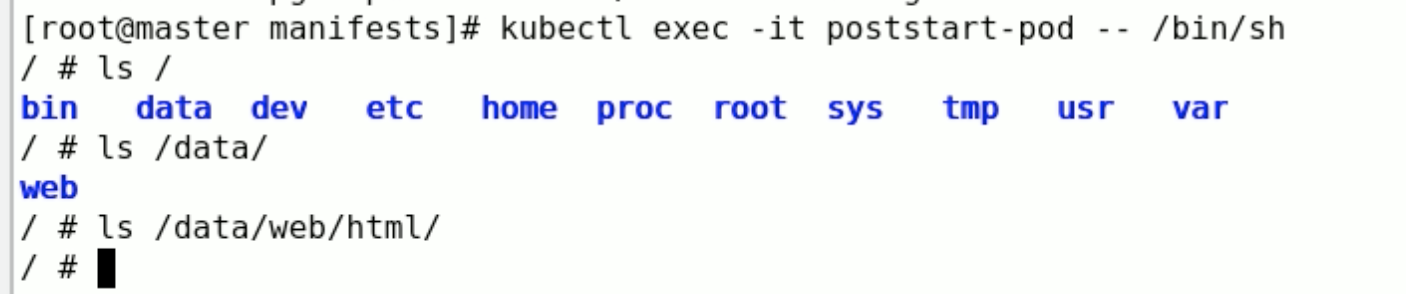 [root@master manifests]# kubectl exec -it poststart-pod -- /bin/sh
/ # ls /
bin data dev etc home proc root sys tmp usr var
/ # ls /data/
web
/ # ls /data/web/html/
/ #